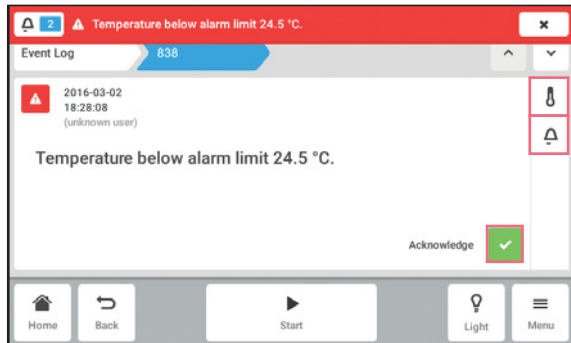 2 Temperature below alarm limit 24.5 °C.
Event Log 838
2016-03-02
18:28:08
(unknown user)
Temperature below alarm limit 24.5 °C.
Acknowledge
Home Back Start Light Menu